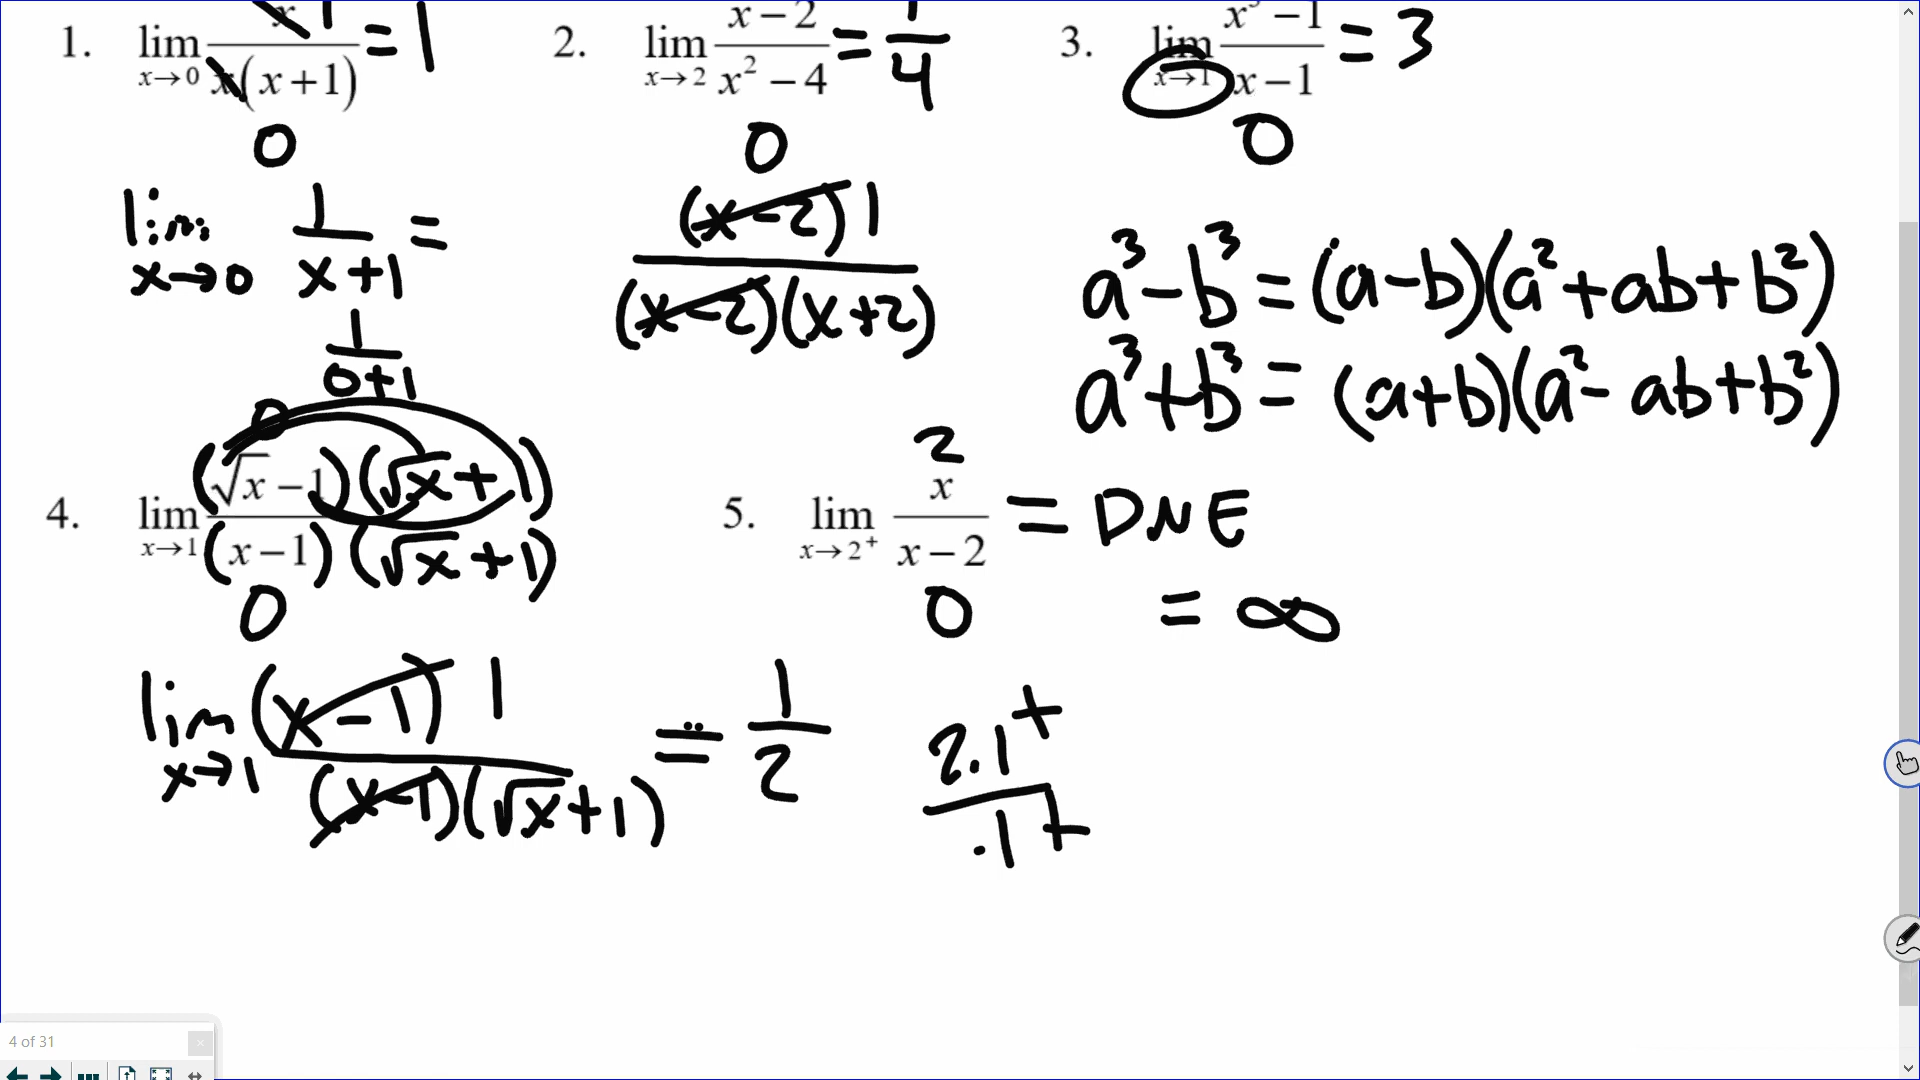 1. lim x→0 x 1 / x(x+1) = 1
0
lim x→0 1/(x+1) =
1/(0+1)
2. lim x→2 (x−2)/(x²−4) = 1/4
0
(x−2) 1 / (x−2)(x+2)
3. lim x→1 (x³−1)/(x−1) = 3
0
a³−b³=(a−b)(a²+ab+b²)
a³+b³=(a+b)(a²−ab+b²)
0
4. lim x→1 (√x−1)(√x+1) / (x−1)(√x+1)
0
lim x→1 (x−1) 1 / (x−1)(√x+1) = 1/2
2
5. lim x→2⁺ x/(x−2) = DNE
0
= ∞
2.1 + / .1 +
4 of 31